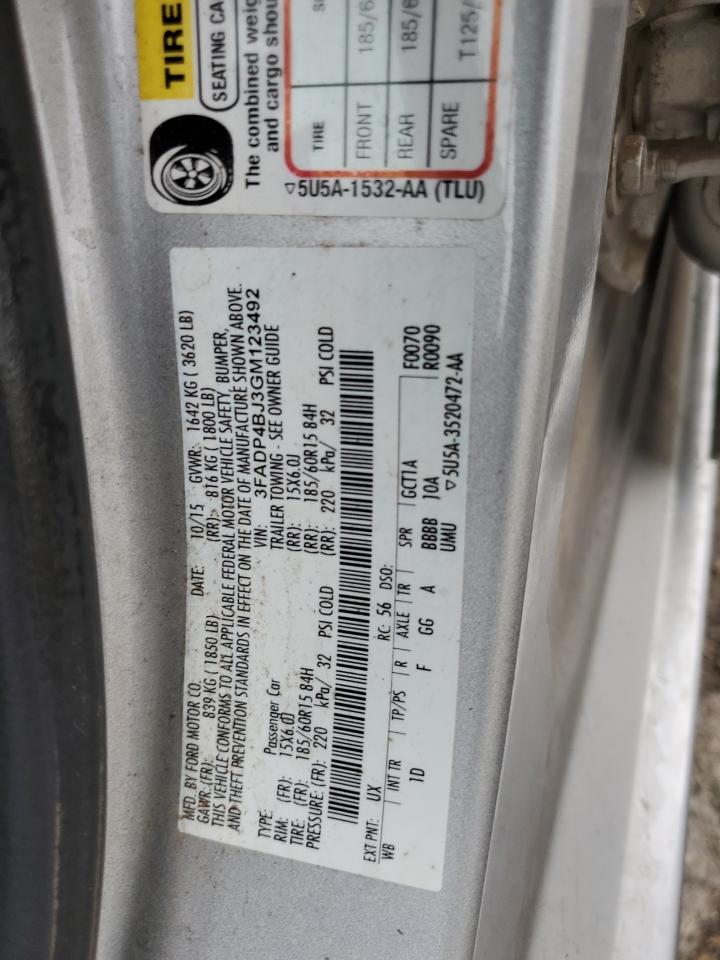 TIRE
SEATING CA
The combined weig
and cargo shou
TIRE SI
FRONT 185/6
REAR 185/6
SPARE T125/
▽5U5A-1532-AA (TLU)
MFD. BY FORD MOTOR CO. DATE: 10/15 GVWR: 1642 KG ( 3620 LB)
GAWR: (FR): 839 KG ( 1850 LB) (RR): 816 KG ( 1800 LB)
THIS VEHICLE CONFORMS TO ALL APPLICABLE FEDERAL MOTOR VEHICLE SAFETY, BUMPER,
AND THEFT PREVENTION STANDARDS IN EFFECT ON THE DATE OF MANUFACTURE SHOWN ABOVE.
VIN: 3FADP4BJ3GM123492
TYPE: Passenger Car TRAILER TOWING - SEE OWNER GUIDE
RIM: (FR): 15X6.0J (RR): 15X6.0J
TIRE: (FR): 185/60R15 84H (RR): 185/60R15 84H
PRESSURE: (FR): 220 kPa/ 32 PSI COLD (RR): 220 kPa/ 32 PSI COLD
EXT PNT: UX RC: 56 DSO: F0070
WB INT TR TP/PS R AXLE TR SPR GCT1A R0090
1D F GG A BBBB J0A
UMU ▽5U5A-3520472-AA